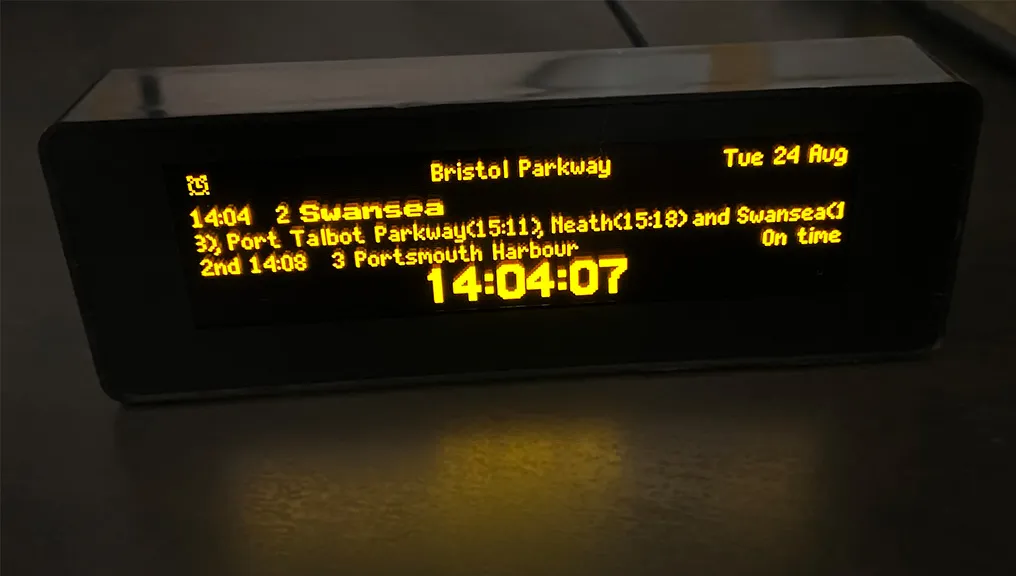 Bristol Parkway
Tue 24 Aug
14:04 2 Swansea
3), Port Talbot Parkway(15:11), Neath(15:18) and Swansea(1
2nd 14:08 3 Portsmouth Harbour On time
14:04:07